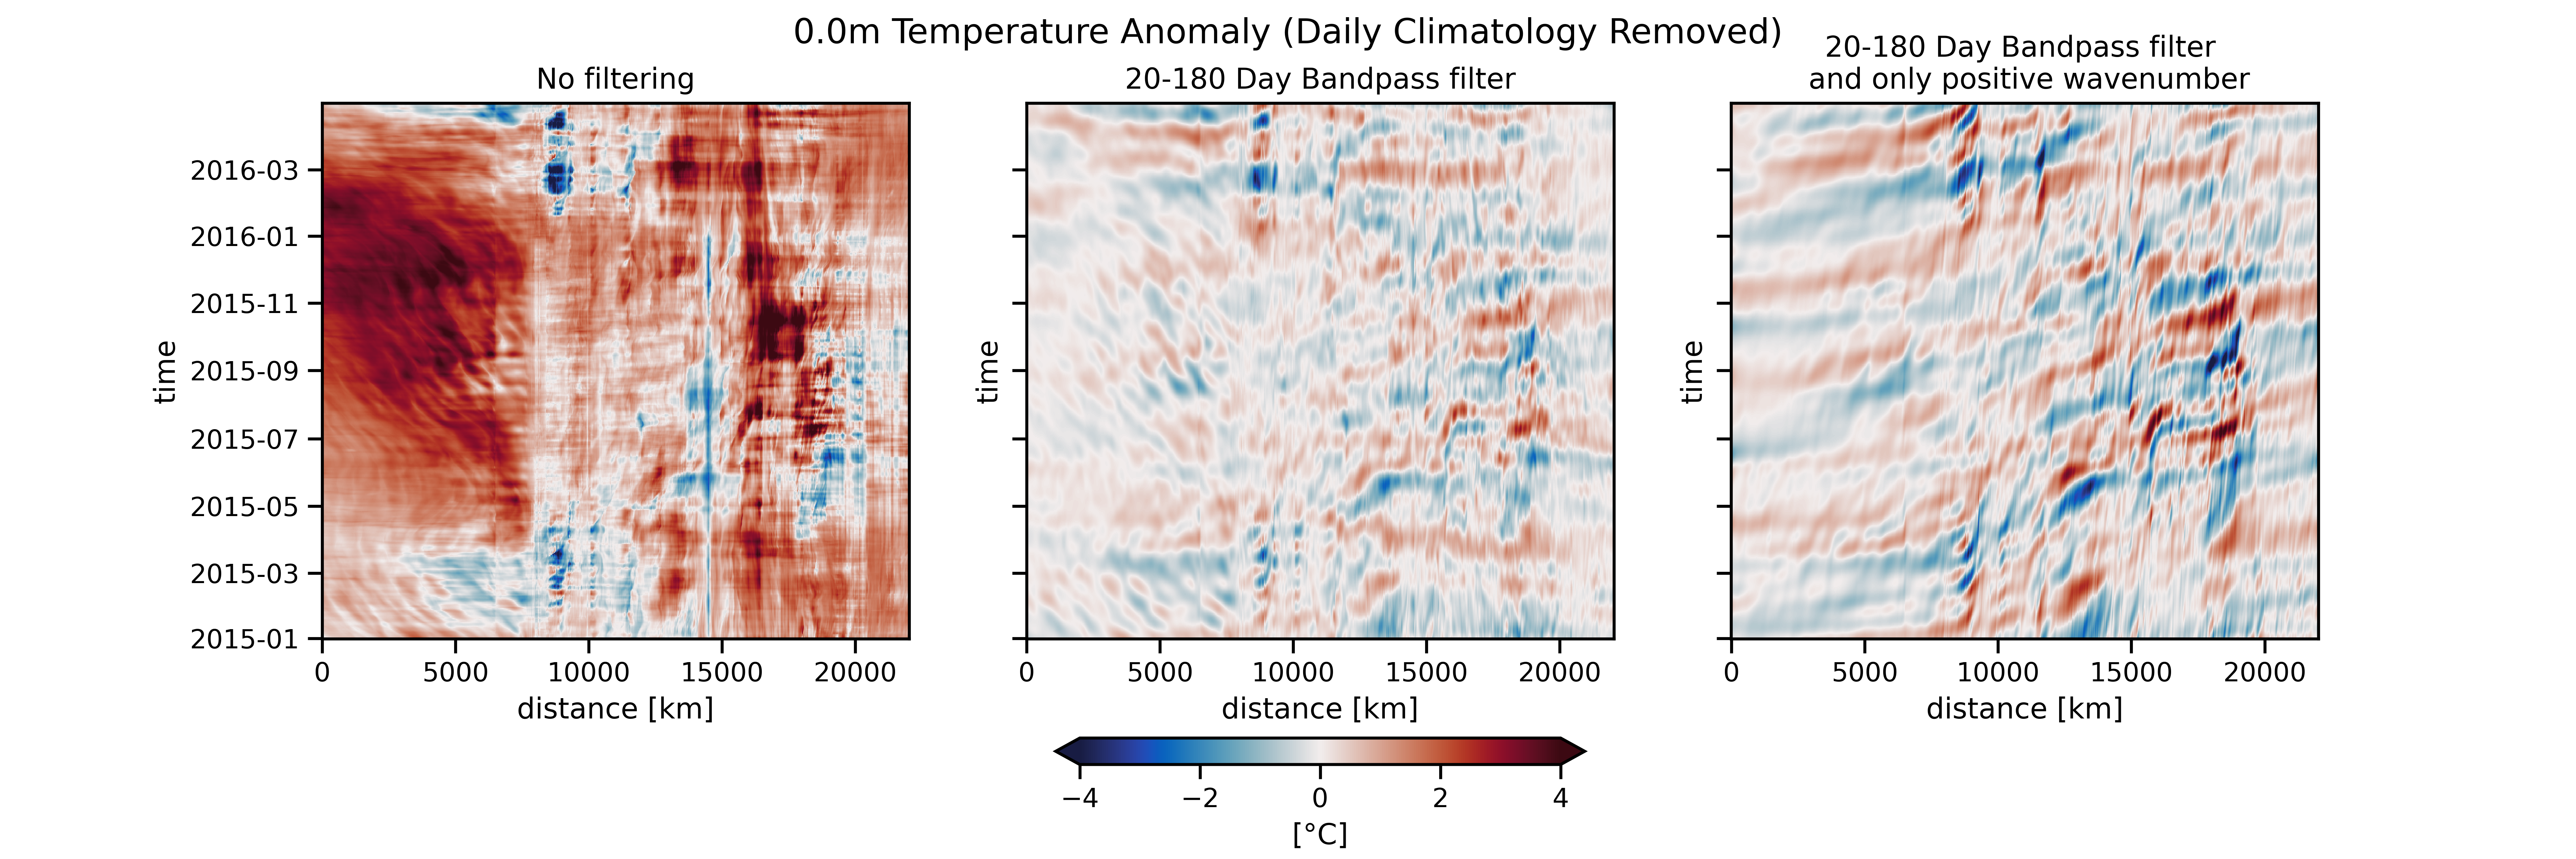 0.0m Temperature Anomaly (Daily Climatology Removed)
No filtering
20-180 Day Bandpass filter
20-180 Day Bandpass filter
and only positive wavenumber
time
2016-03
2016-01
2015-11
2015-09
2015-07
2015-05
2015-03
2015-01
0 5000 10000 15000 20000
distance [km]
time
0 5000 10000 15000 20000
distance [km]
time
0 5000 10000 15000 20000
distance [km]
−4 −2 0 2 4
[°C]